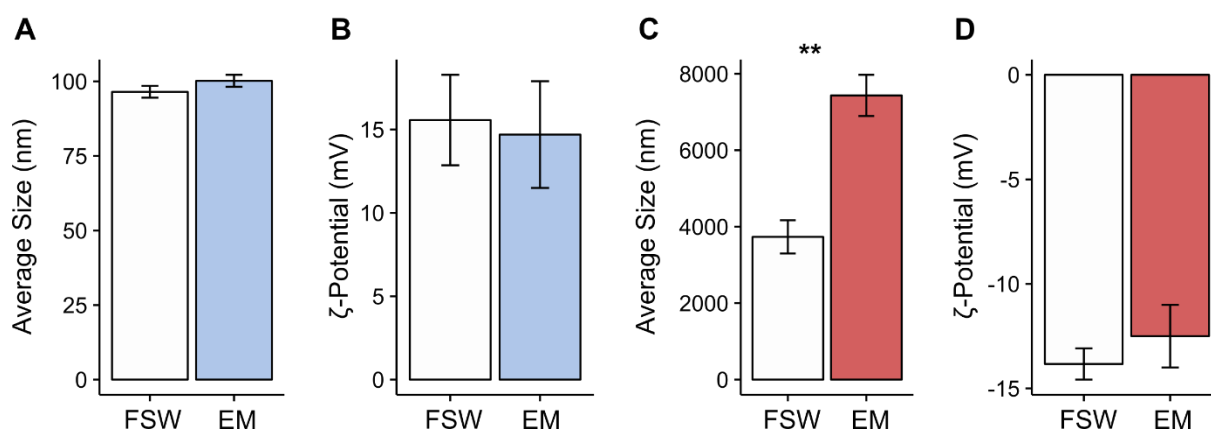 A
Average Size (nm)
100
75
50
25
0
FSW EM
B
ζ-Potential (mV)
15
10
5
0
FSW EM
C
**
Average Size (nm)
8000
6000
4000
2000
0
FSW EM
D
ζ-Potential (mV)
0
-5
-10
-15
FSW EM